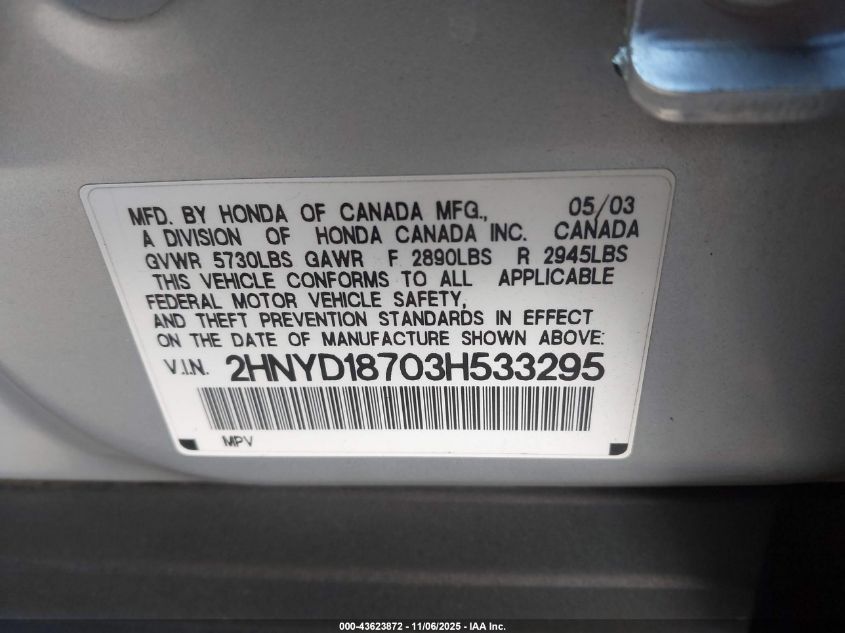 MFD. BY HONDA OF CANADA MFG., 05/03
A DIVISION OF HONDA CANADA INC. CANADA
GVWR 5730LBS GAWR F 2890LBS R 2945LBS
THIS VEHICLE CONFORMS TO ALL APPLICABLE
FEDERAL MOTOR VEHICLE SAFETY,
AND THEFT PREVENTION STANDARDS IN EFFECT
ON THE DATE OF MANUFACTURE SHOWN ABOVE:
V.I.N. 2HNYD18703H533295
MPV
000-43623872 - 11/06/2025 - IAA Inc.